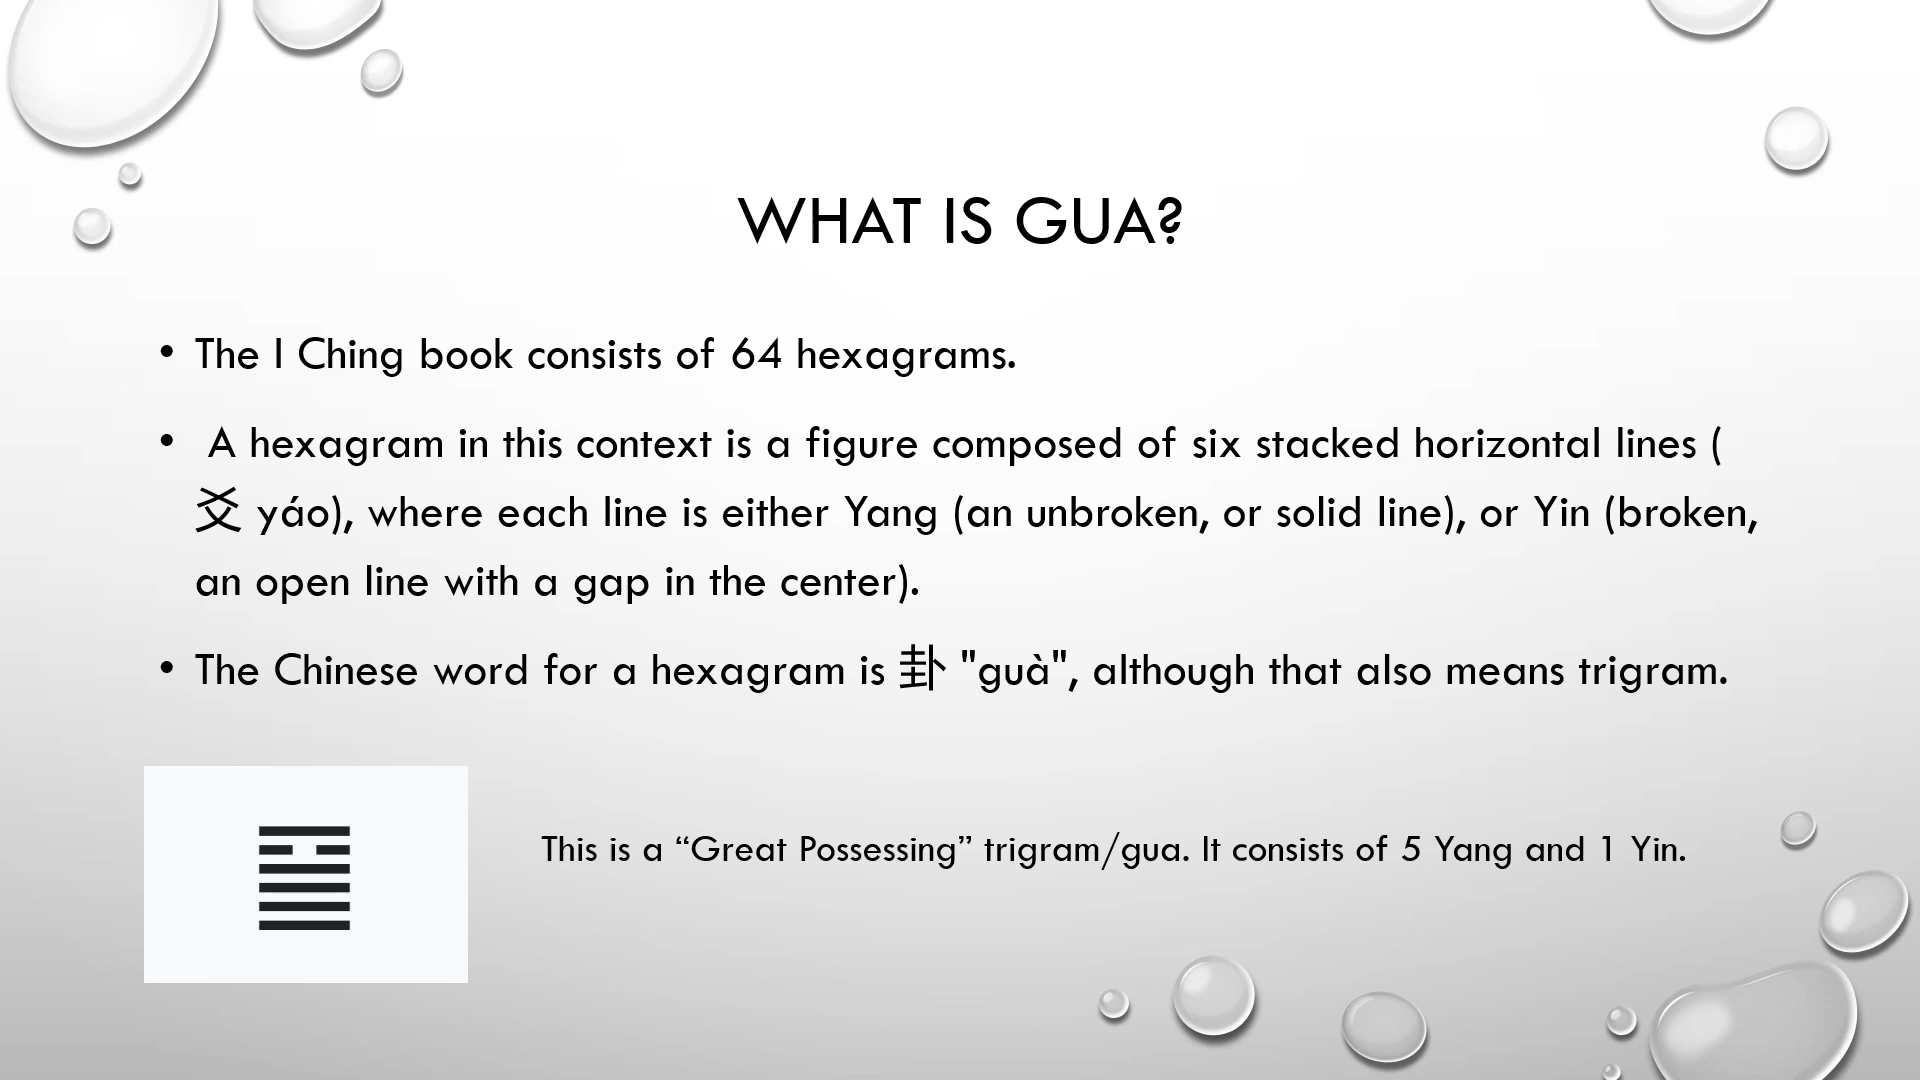 WHAT IS GUA?
• The I Ching book consists of 64 hexagrams.
• A hexagram in this context is a figure composed of six stacked horizontal lines (
爻 yáo), where each line is either Yang (an unbroken, or solid line), or Yin (broken,
an open line with a gap in the center).
• The Chinese word for a hexagram is 卦 "guà", although that also means trigram.
This is a “Great Possessing” trigram/gua. It consists of 5 Yang and 1 Yin.